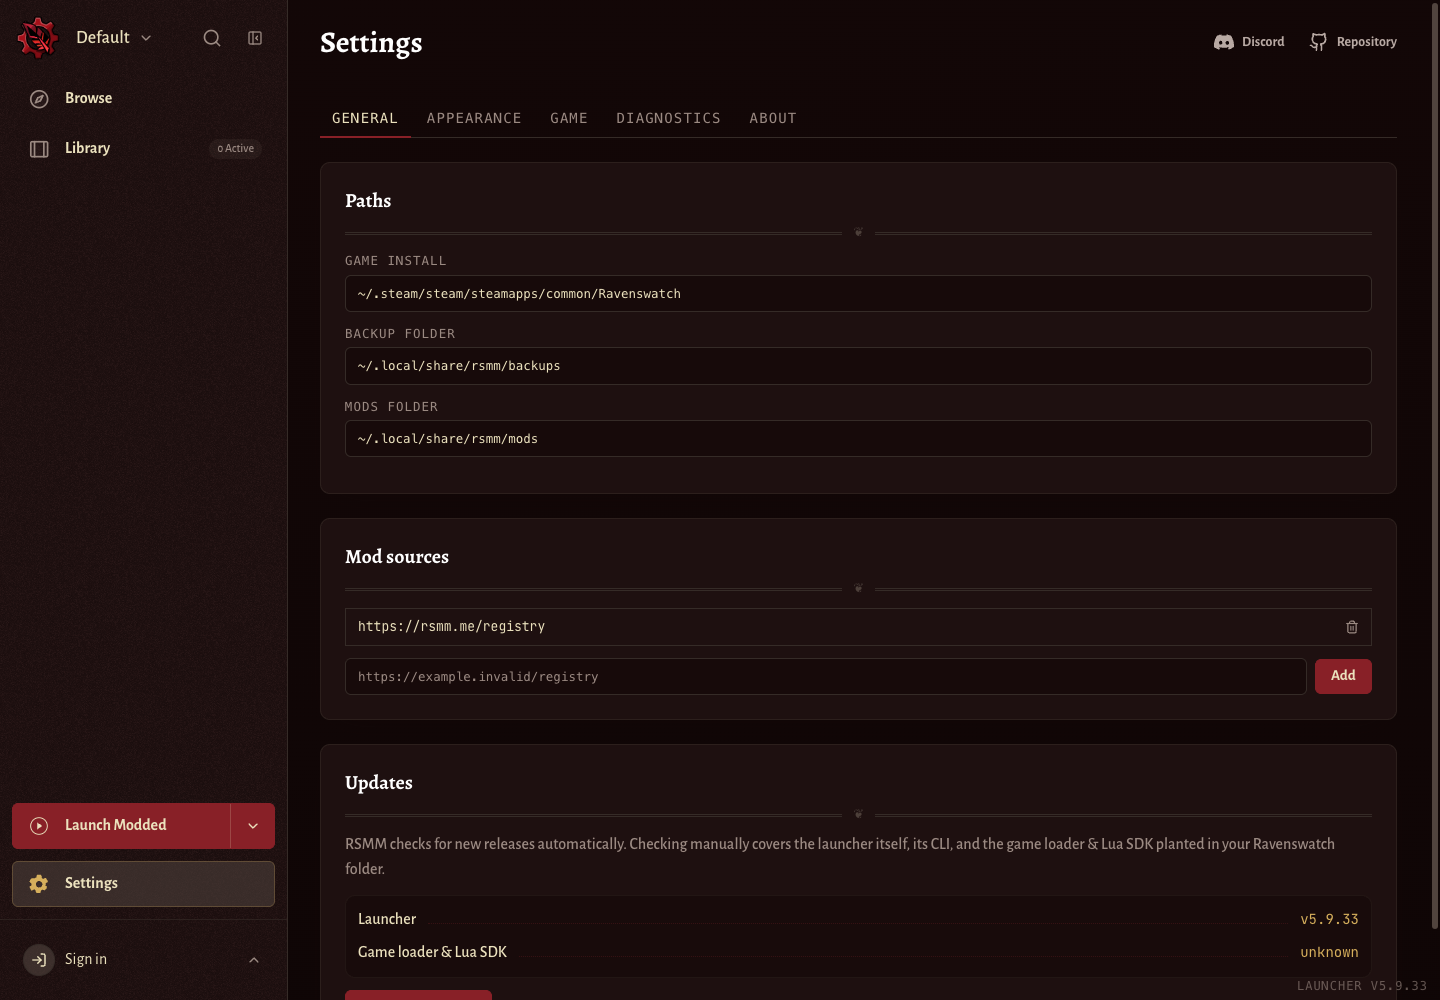 Default
Browse
Library
0 Active
Launch Modded
Settings
Sign in
Settings
Discord
Repository
GENERAL
APPEARANCE
GAME
DIAGNOSTICS
ABOUT
Paths
GAME INSTALL
~/.steam/steam/steamapps/common/Ravenswatch
BACKUP FOLDER
~/.local/share/rsmm/backups
MODS FOLDER
~/.local/share/rsmm/mods
Mod sources
https://rsmm.me/registry
https://example.invalid/registry
Add
Updates
RSMM checks for new releases automatically. Checking manually covers the launcher itself, its CLI, and the game loader & Lua SDK planted in your Ravenswatch
folder.
Launcher
v5.9.33
Game loader & Lua SDK
unknown
LAUNCHER V5.9.33